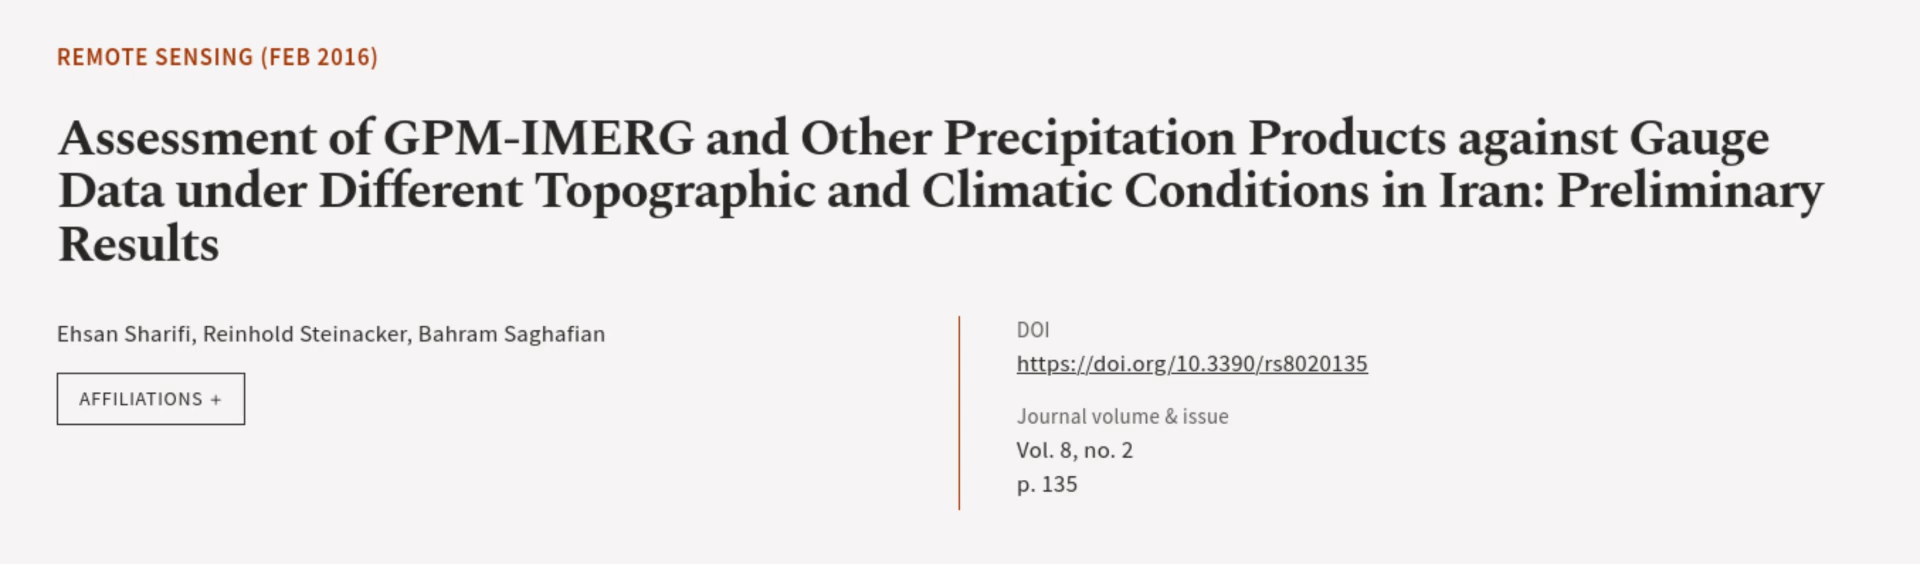 REMOTE SENSING (FEB 2016)
Assessment of GPM-IMERG and Other Precipitation Products against Gauge
Data under Different Topographic and Climatic Conditions in Iran: Preliminary
Results
Ehsan Sharifi, Reinhold Steinacker, Bahram Saghafian
AFFILIATIONS +
DOI
https://doi.org/10.3390/rs8020135
Journal volume & issue
Vol. 8, no. 2
p. 135